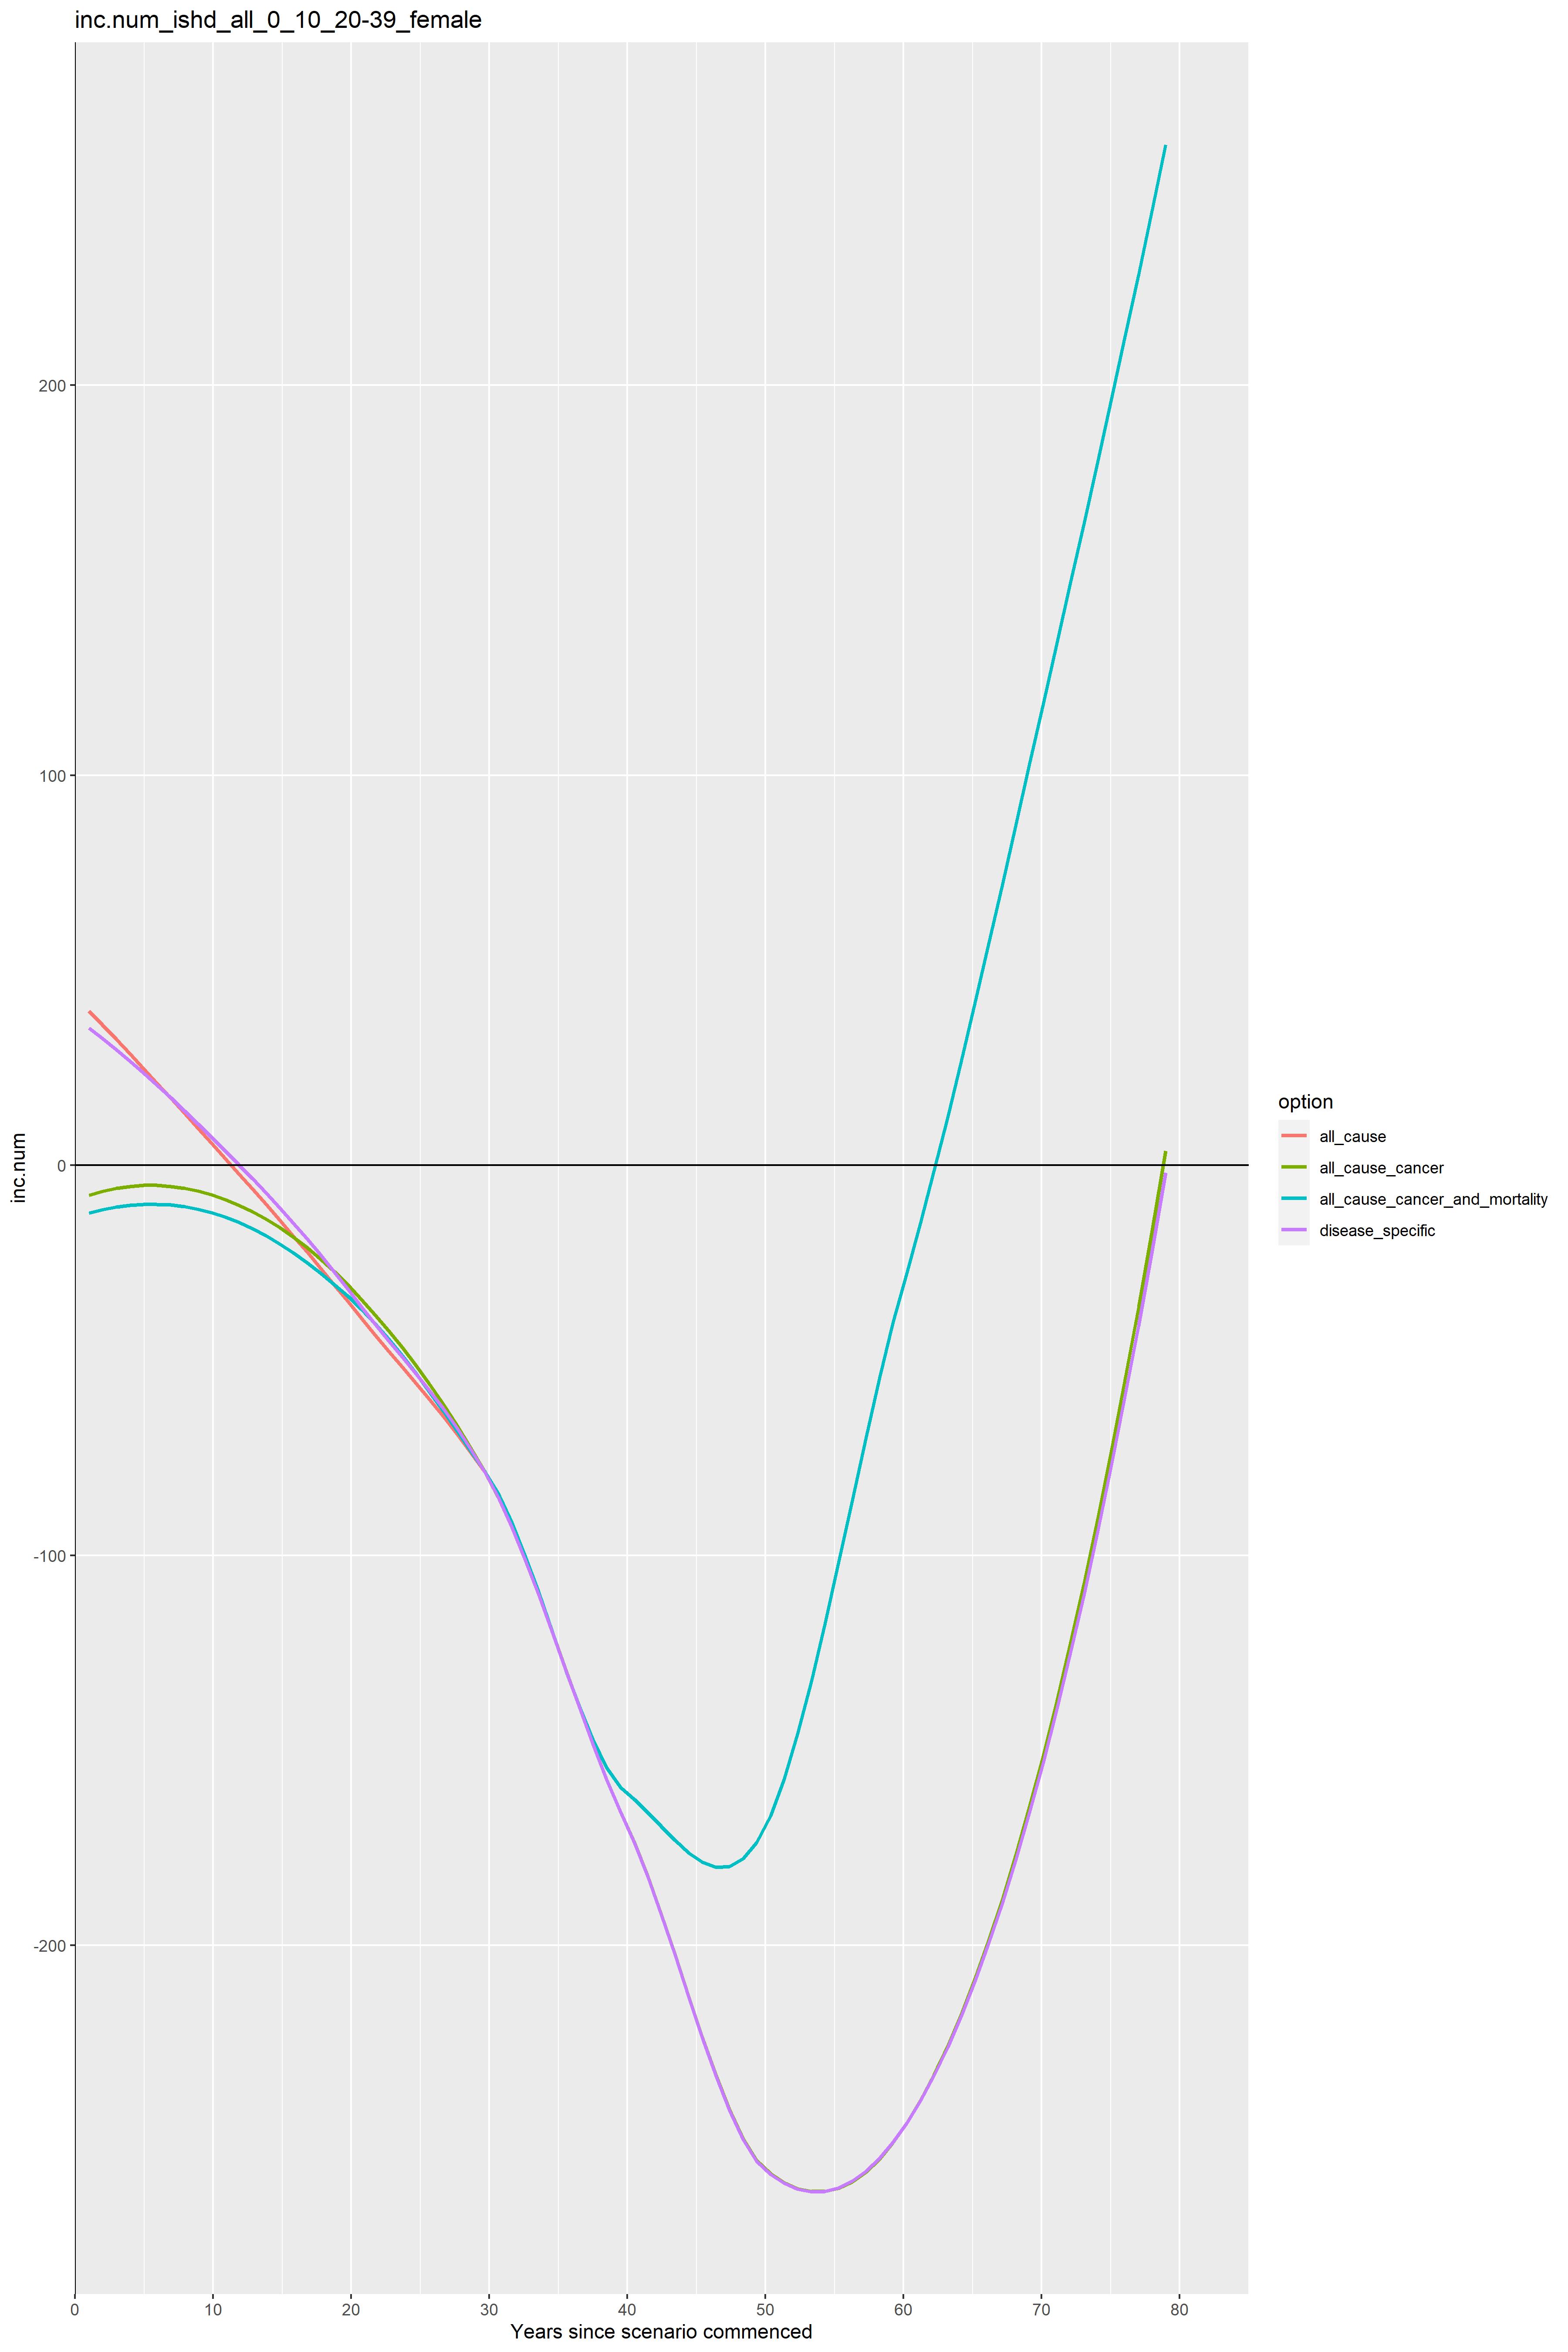 inc.num_ishd_all_0_10_20-39_female
200
100
0
-100
-200
inc.num
0 10 20 30 40 50 60 70 80
Years since scenario commenced
option
all_cause
all_cause_cancer
all_cause_cancer_and_mortality
disease_specific